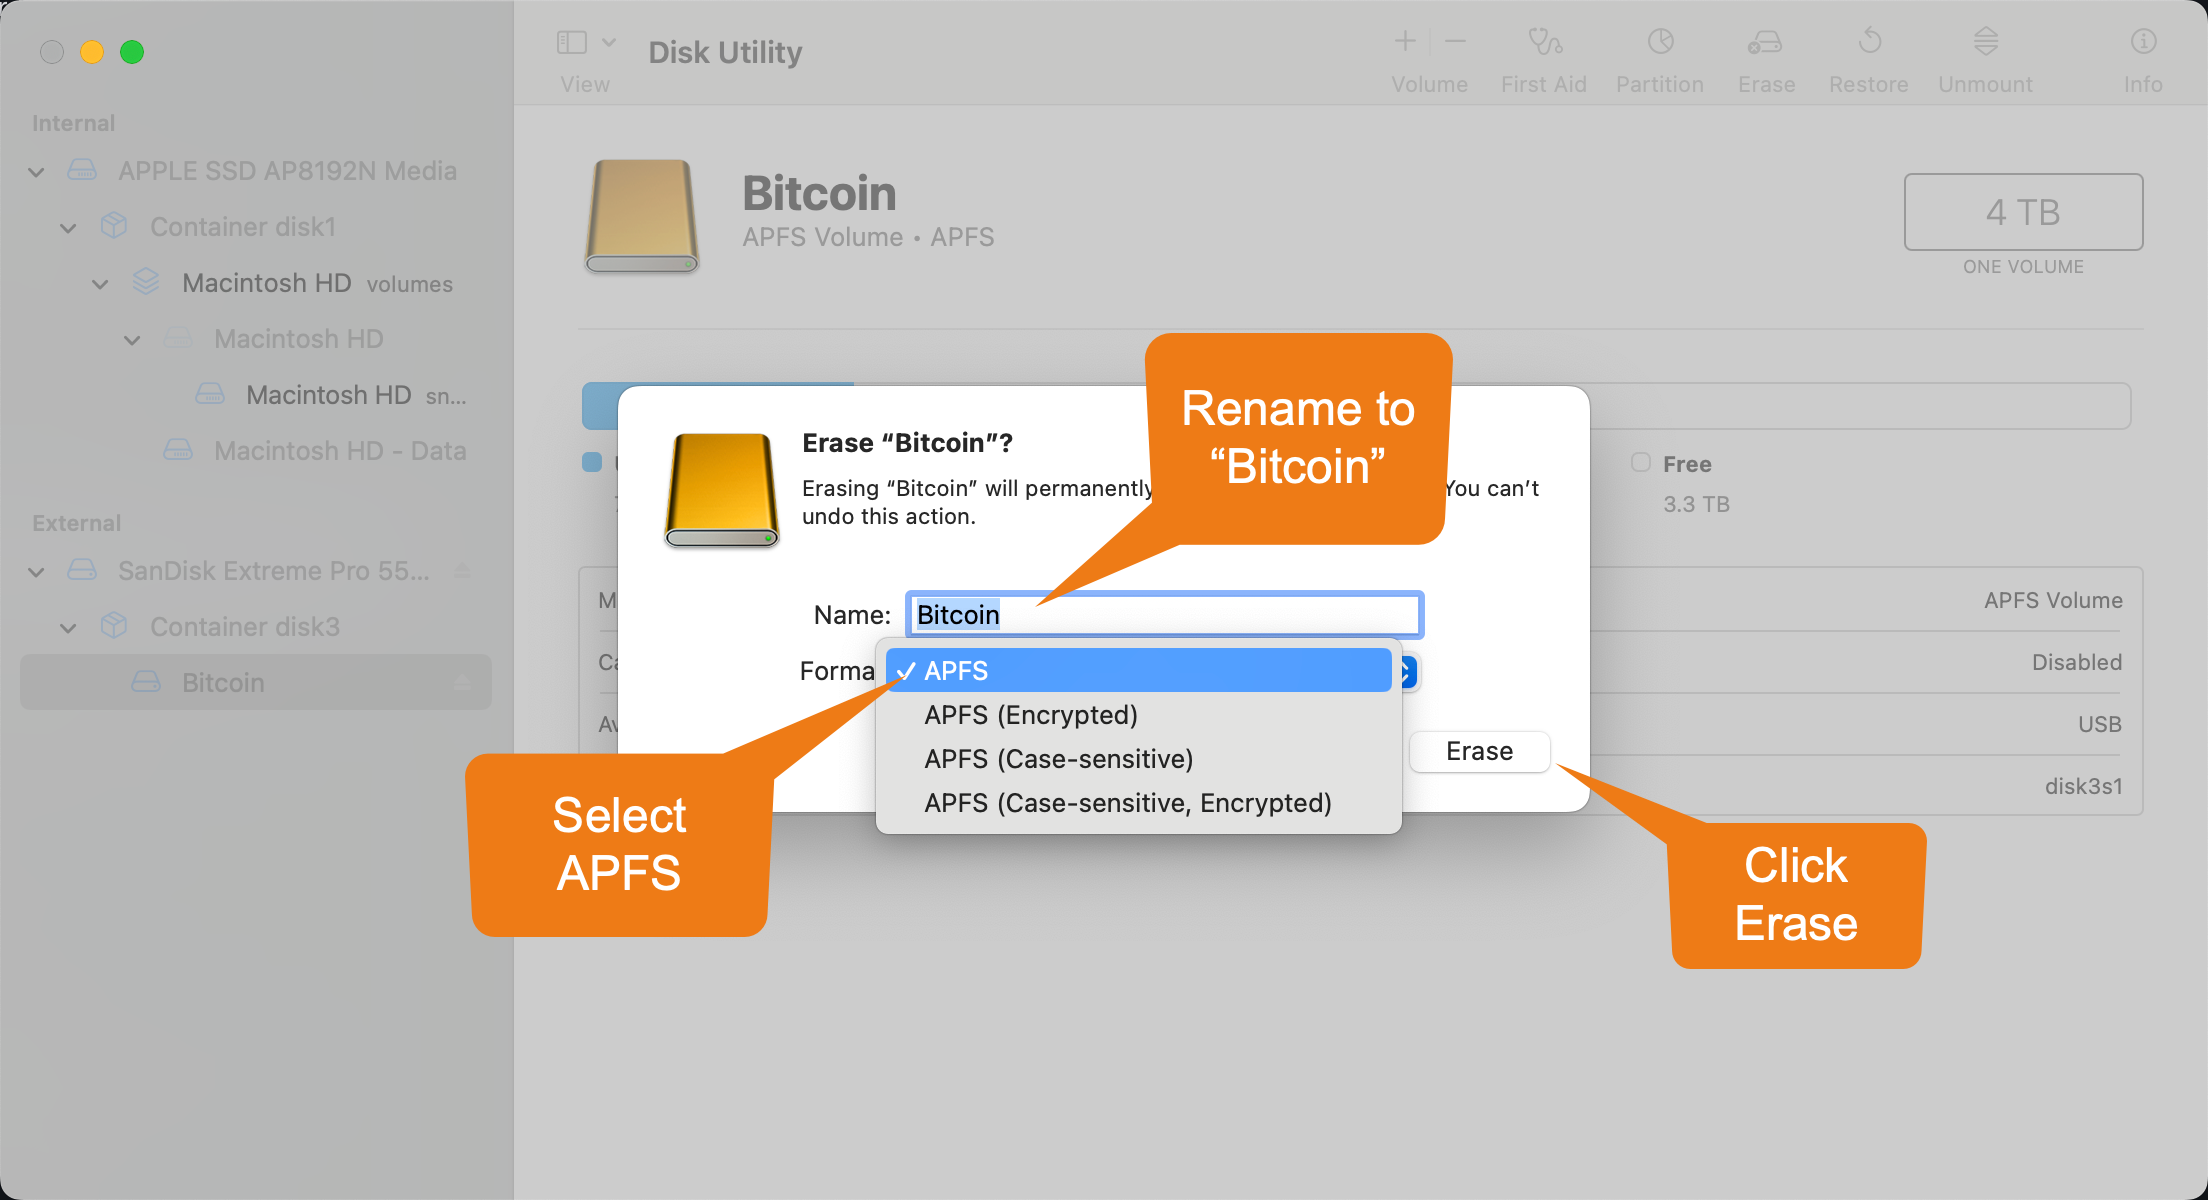 Disk Utility
View
Volume
First Aid
Partition
Erase
Restore
Unmount
Info
Internal
APPLE SSD AP8192N Media
Container disk1
Macintosh HD volumes
Macintosh HD
Macintosh HD sn...
Macintosh HD - Data
External
SanDisk Extreme Pro 55...
Container disk3
Bitcoin
Bitcoin
APFS Volume • APFS
4 TB
ONE VOLUME
Free
3.3 TB
APFS Volume
Disabled
USB
disk3s1
Erase “Bitcoin”?
Erasing “Bitcoin” will permanently You can’t
undo this action.
Name: Bitcoin
Forma
✓ APFS
APFS (Encrypted)
APFS (Case-sensitive)
APFS (Case-sensitive, Encrypted)
Erase
Rename to
“Bitcoin”
Select
APFS
Click
Erase